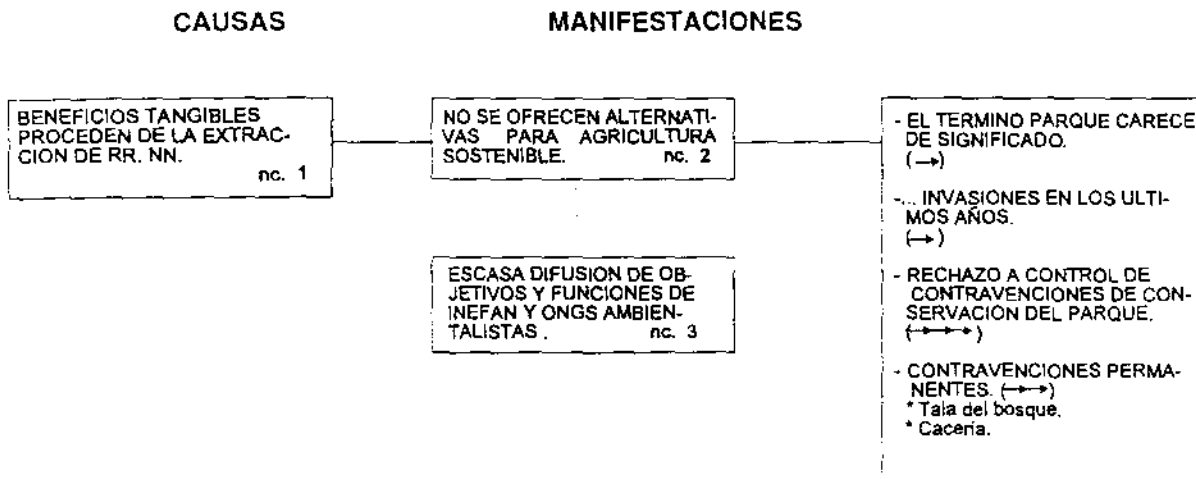 CAUSAS
MANIFESTACIONES
BENEFICIOS TANGIBLES
PROCEDEN DE LA EXTRAC-
CION DE RR. NN.
nc. 1
NO SE OFRECEN ALTERNATI-
VAS PARA AGRICULTURA
SOSTENIBLE. nc. 2
ESCASA DIFUSION DE OB-
JETIVOS Y FUNCIONES DE
INEFAN Y ONGS AMBIEN-
TALISTAS . nc. 3
- EL TERMINO PARQUE CARECE
DE SIGNIFICADO.
(→)
-... INVASIONES EN LOS ULTI-
MOS AÑOS.
(→)
- RECHAZO A CONTROL DE
CONTRAVENCIONES DE CON-
SERVACION DEL PARQUE.
(→→→)
- CONTRAVENCIONES PERMA-
NENTES. (→→)
* Tala del bosque.
* Cacería.